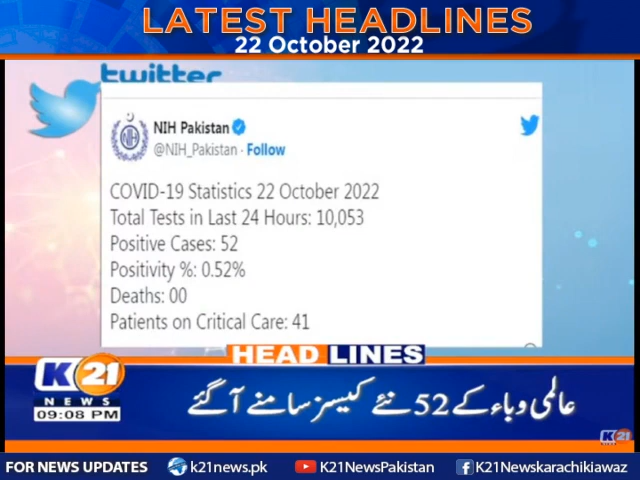 LATEST HEADLINES
22 October 2022
twitter
NIH Pakistan
@NIH_Pakistan · Follow
COVID-19 Statistics 22 October 2022
Total Tests in Last 24 Hours: 10,053
Positive Cases: 52
Positivity %: 0.52%
Deaths: 00
Patients on Critical Care: 41
HEAD LINES
K21
NEWS
09:08 PM
عالمی وباء کے 52 نئے کیسز سامنے آ گئے
K21
FOR NEWS UPDATES k21news.pk K21NewsPakistan K21Newskarachikiawaz